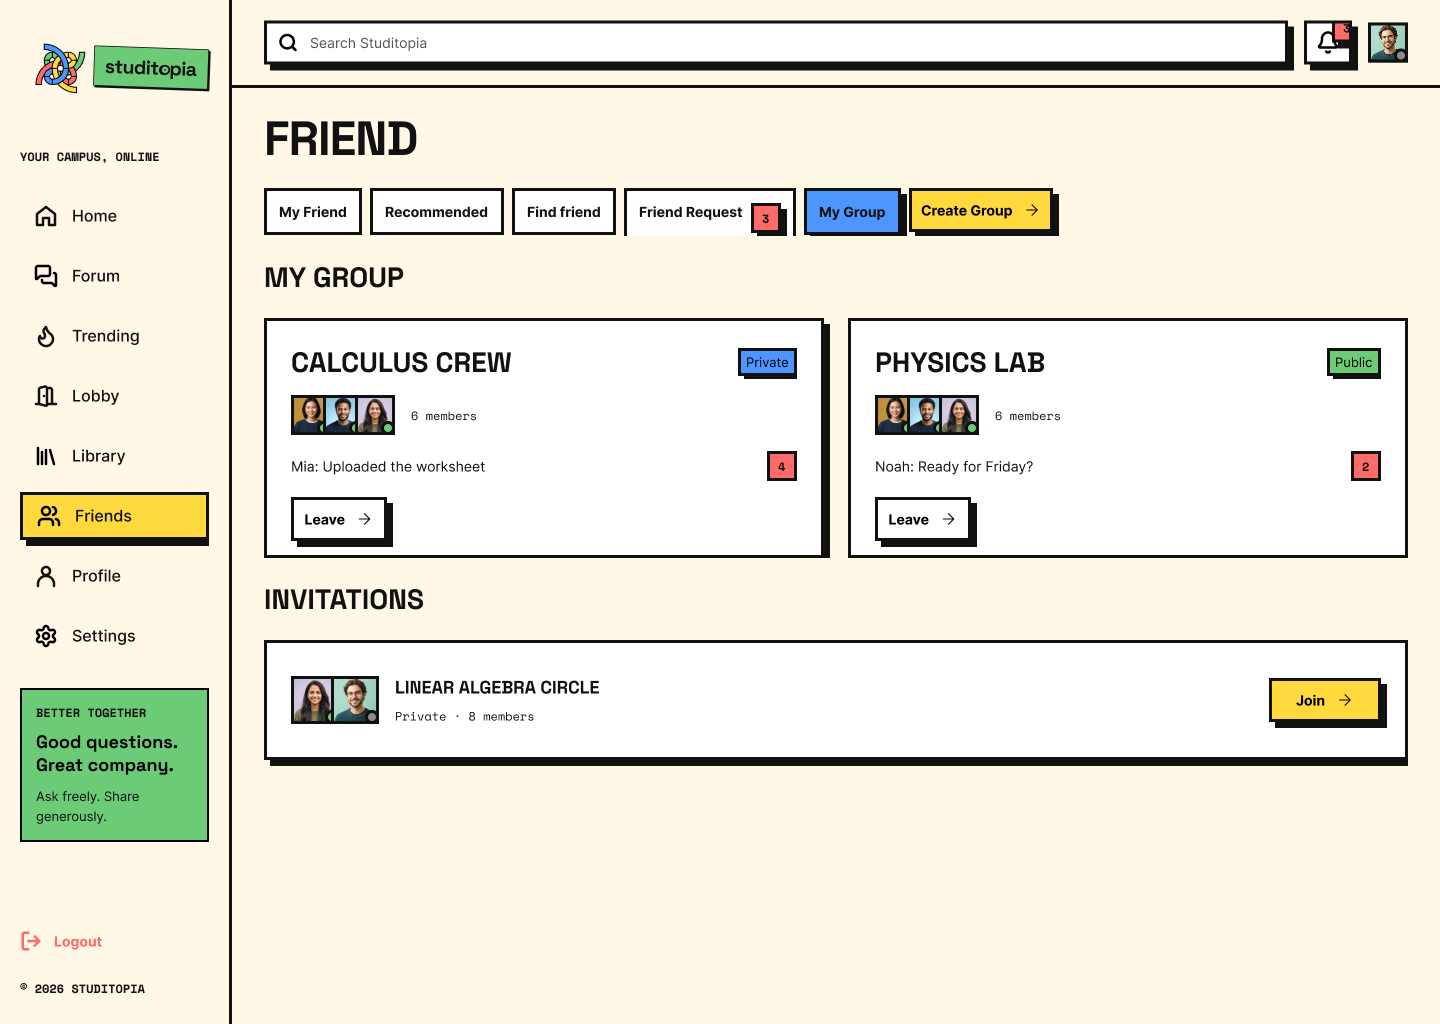 studitopia
Search Studitopia
3
YOUR CAMPUS, ONLINE
Home
Forum
Trending
Lobby
Library
Friends
Profile
Settings
BETTER TOGETHER
Good questions.
Great company.
Ask freely. Share
generously.
Logout
© 2026 STUDITOPIA
FRIEND
My Friend
Recommended
Find friend
Friend Request 3
My Group
Create Group
MY GROUP
CALCULUS CREW
Private
6 members
Mia: Uploaded the worksheet
4
Leave
PHYSICS LAB
Public
6 members
Noah: Ready for Friday?
2
Leave
INVITATIONS
LINEAR ALGEBRA CIRCLE
Private · 8 members
Join